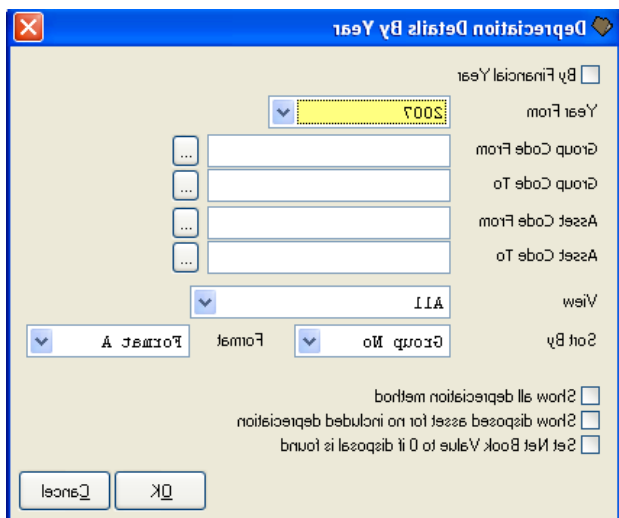 Depreciation Details By Year
By Financial Year
Year From 2007
Group Code From ...
Group Code To ...
Asset Code From ...
Asset Code To ...
View All
Sort By Group No Format Format A
Show all depreciation method
Show disposed asset for no included depreciation
Set Net Book Value to 0 if disposal is found
OK Cancel